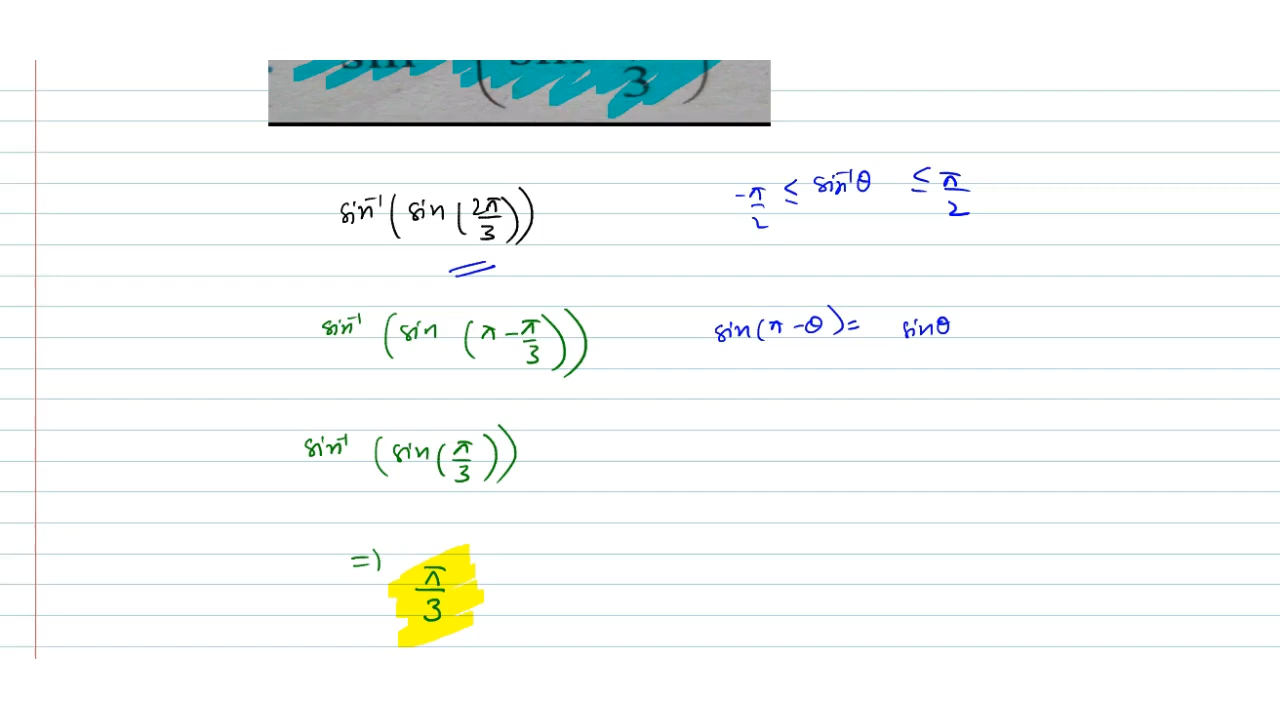 sin⁻¹(sin(2π/3))
-π/2 ≤ sin⁻¹θ ≤ π/2
sin⁻¹(sin(π-π/3))
sin(π-θ)= sinθ
sin⁻¹(sin(π/3))
=) π/3